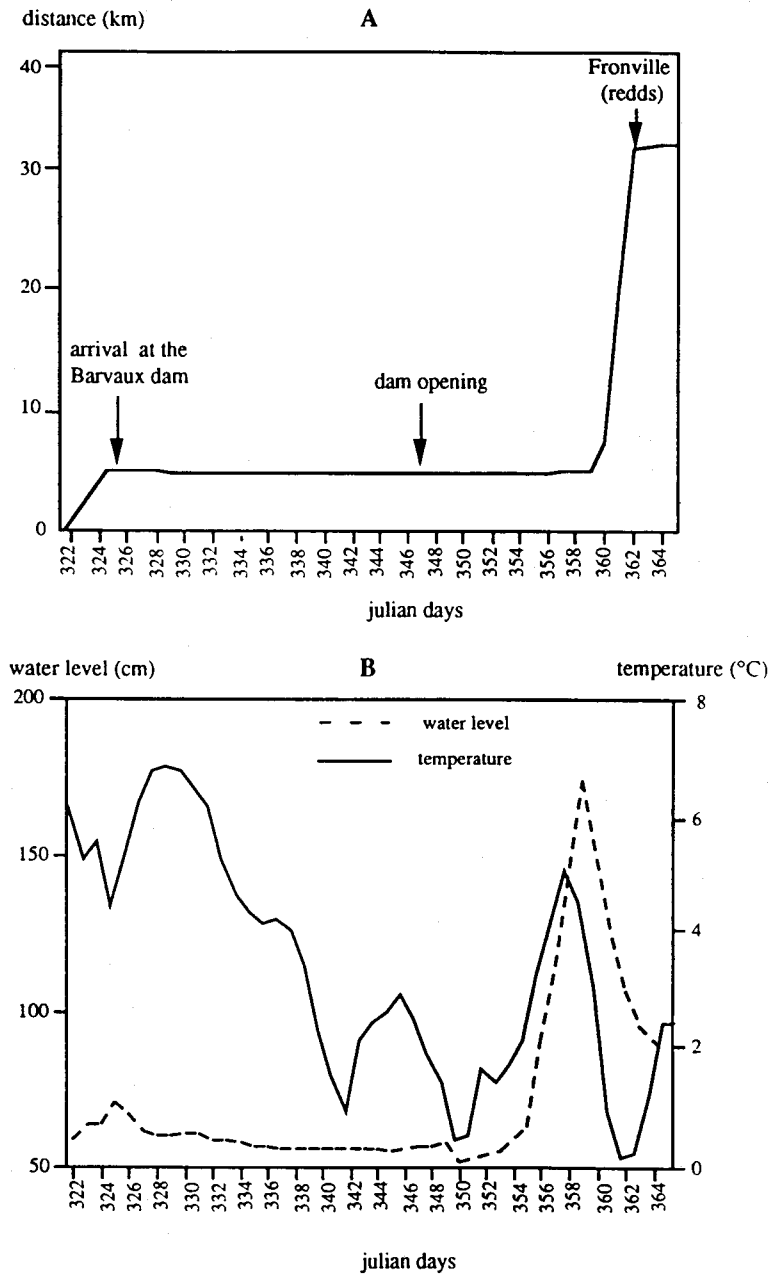 distance (km)
A
40
30
20
10
0
Fronville
(redds)
arrival at the
Barvaux dam
dam opening
322 324 326 328 330 332 334 336 338 340 342 344 346 348 350 352 354 356 358 360 362 364
julian days
water level (cm)
B
temperature (°C)
200
150
100
50
8
6
4
2
0
water level
temperature
322 324 326 328 330 332 334 336 338 340 342 344 346 348 350 352 354 356 358 360 362 364
julian days